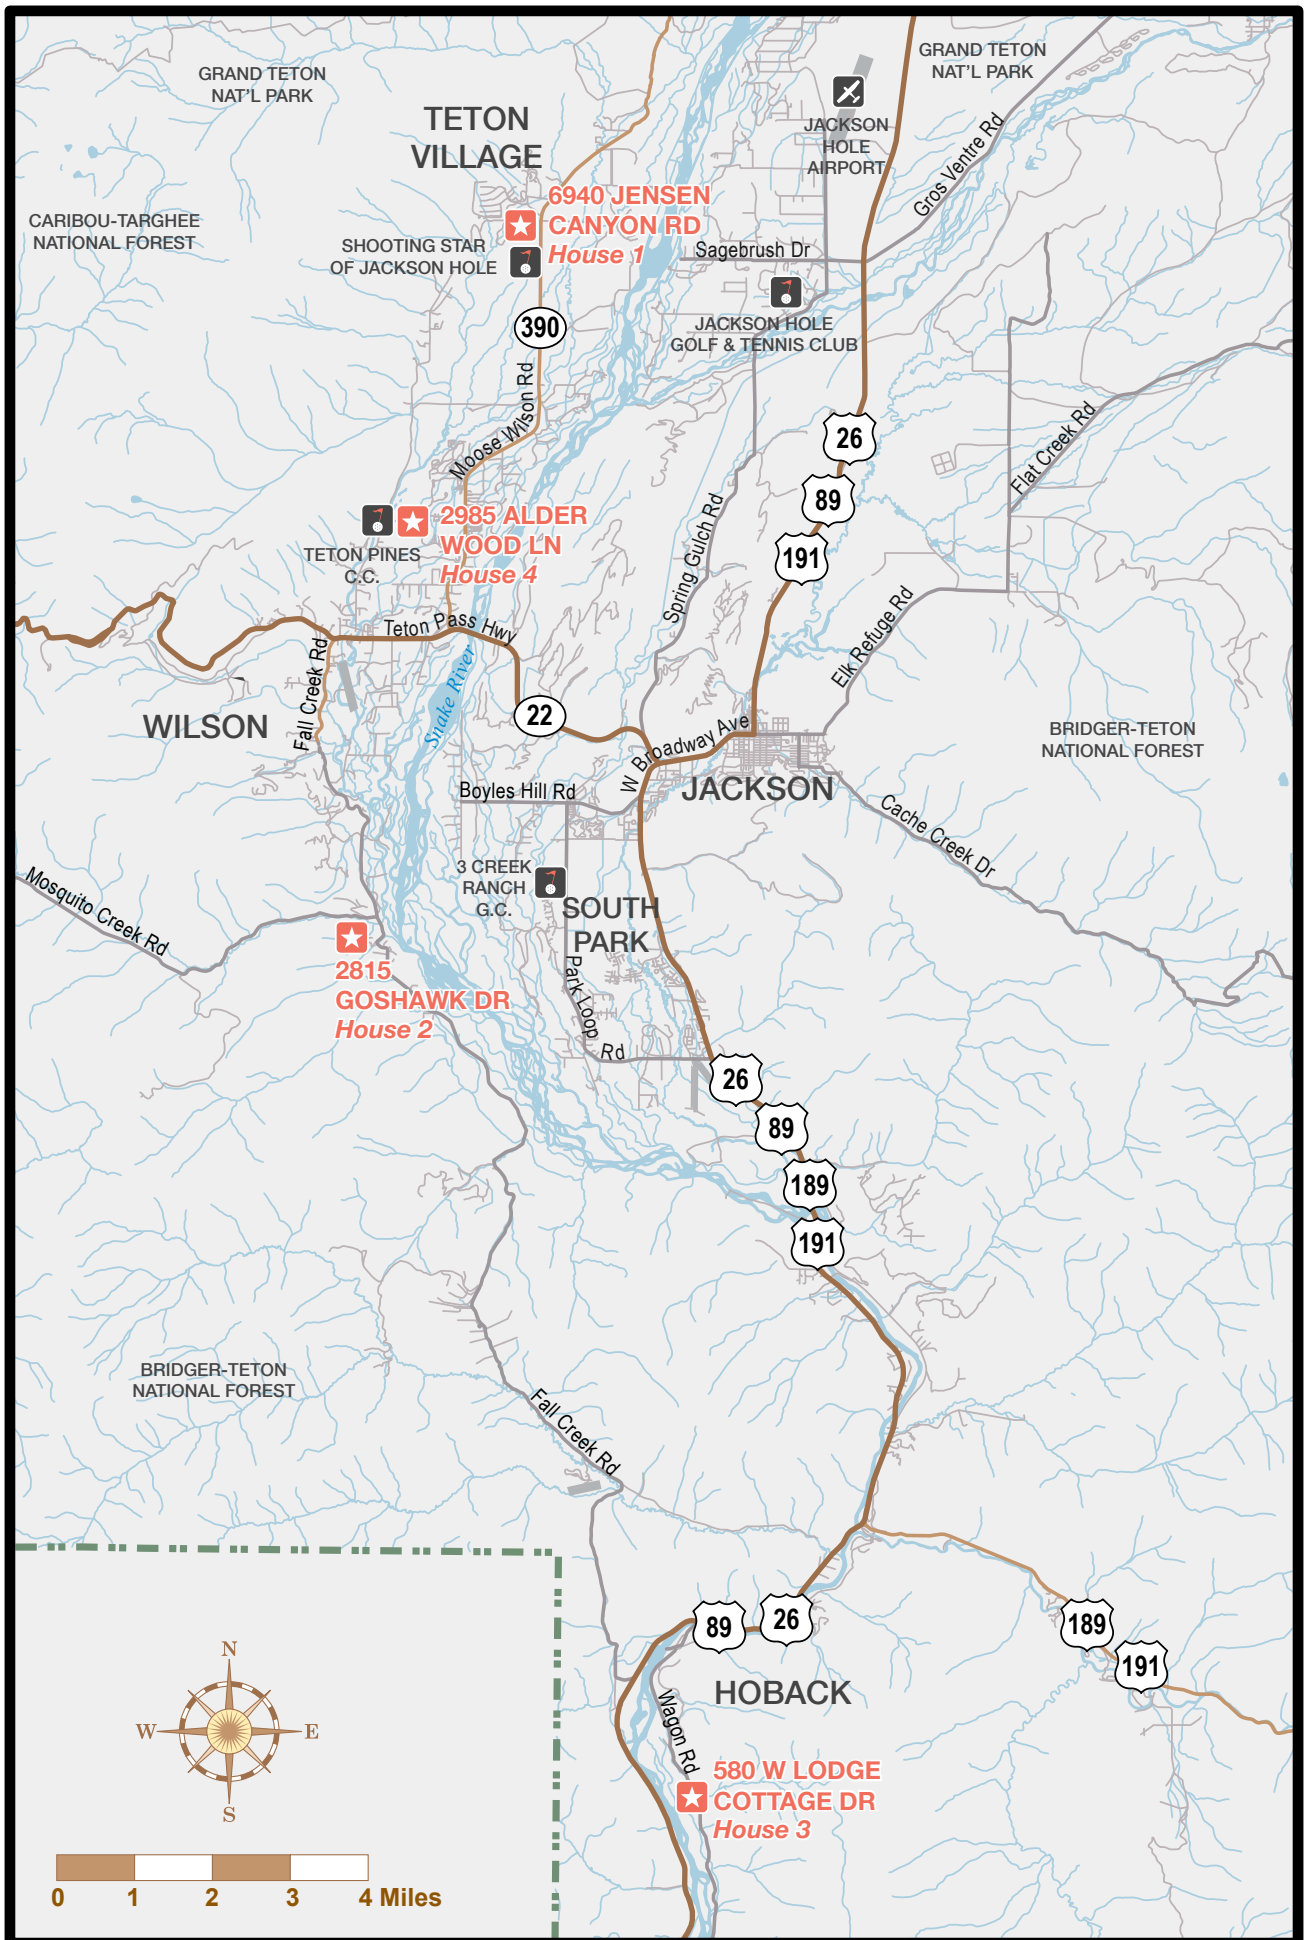 GRAND TETON
NAT'L PARK
GRAND TETON
NAT'L PARK
TETON
VILLAGE
JACKSON
HOLE
AIRPORT
Gros Ventre Rd
6940 JENSEN
CANYON RD
House 1
CARIBOU-TARGHEE
NATIONAL FOREST
SHOOTING STAR
OF JACKSON HOLE
Sagebrush Dr
390
JACKSON HOLE
GOLF & TENNIS CLUB
Moose Wilson Rd
26
89
191
Flat Creek Rd
2985 ALDER
WOOD LN
House 4
TETON PINES
C.C.
Spring Gulch Rd
Teton Pass Hwy
Elk Refuge Rd
Fall Creek Rd
Snake River
WILSON
22
W Broadway Ave
BRIDGER-TETON
NATIONAL FOREST
Boyles Hill Rd
JACKSON
Cache Creek Dr
3 CREEK
RANCH
G.C.
Mosquito Creek Rd
SOUTH
PARK
2815
GOSHAWK DR
House 2
Park Loop
Rd
26
89
189
191
BRIDGER-TETON
NATIONAL FOREST
Fall Creek Rd
89
26
189
191
HOBACK
Wagon Rd
580 W LODGE
COTTAGE DR
House 3
N
W
E
S
0 1 2 3 4 Miles